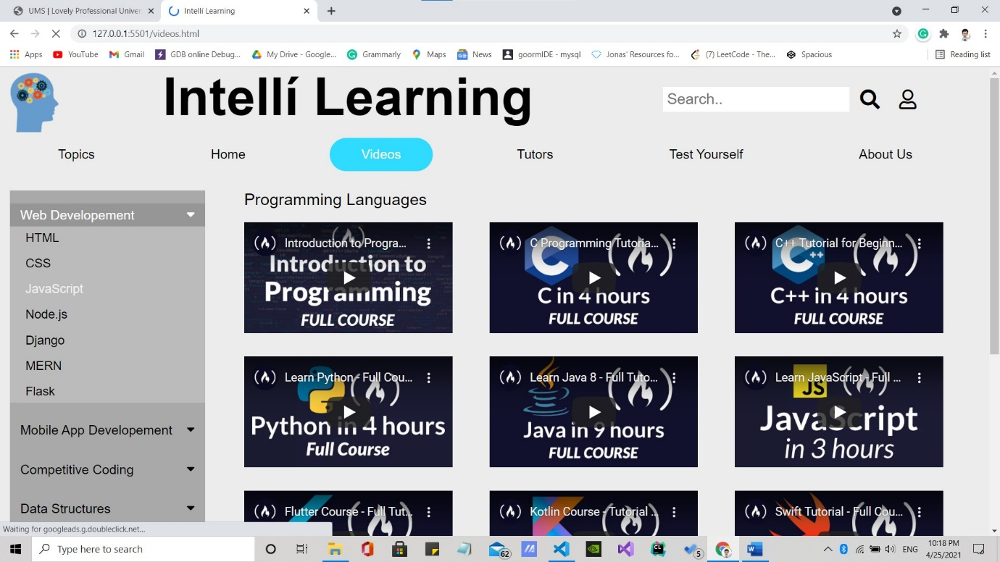 UMS | Lovely Professional Univer
Intellí Learning
127.0.0.1:5501/videos.html
Apps YouTube Gmail GDB online Debug... My Drive - Google... Grammarly Maps News goormIDE - mysql Jonas' Resources fo... (7) LeetCode - The... Spacious Reading list
Intellí Learning
Search..
Topics Home Videos Tutors Test Yourself About Us
Web Developement
HTML
CSS
JavaScript
Node.js
Django
MERN
Flask
Mobile App Developement
Competitive Coding
Data Structures
Programming Languages
Introduction to Progra...
Introduction to
Programming
FULL COURSE
C Programming Tutoria...
C
C in 4 hours
FULL COURSE
C++ Tutorial for Beginn...
C++
C++ in 4 hours
FULL COURSE
Learn Python - Full Cou...
Python in 4 hours
Full Course
Learn Java 8 - Full Tuto...
Java in 9 hours
FULL COURSE
Learn JavaScript - Full ...
JS
JavaScript
in 3 hours
Flutter Course - Full Tut...
Kotlin Course - Tutorial ...
Swift Tutorial - Full Cou...
Waiting for googleads.g.doubleclick.net...
Type here to search
62
5
ENG
10:18 PM
4/25/2021